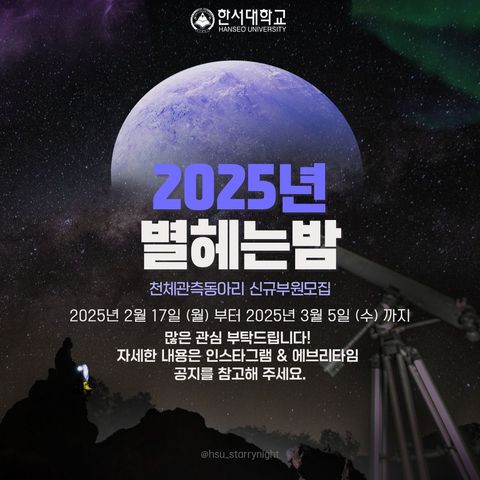 한서대학교
HANSEO UNIVERSITY
2025년
별헤는밤
천체관측동아리 신규부원모집
2025년 2월 17일 (월) 부터 2025년 3월 5일 (수) 까지
많은 관심 부탁드립니다!
자세한 내용은 인스타그램 & 에브리타임
공지를 참고해 주세요.
@hsu_starrynight